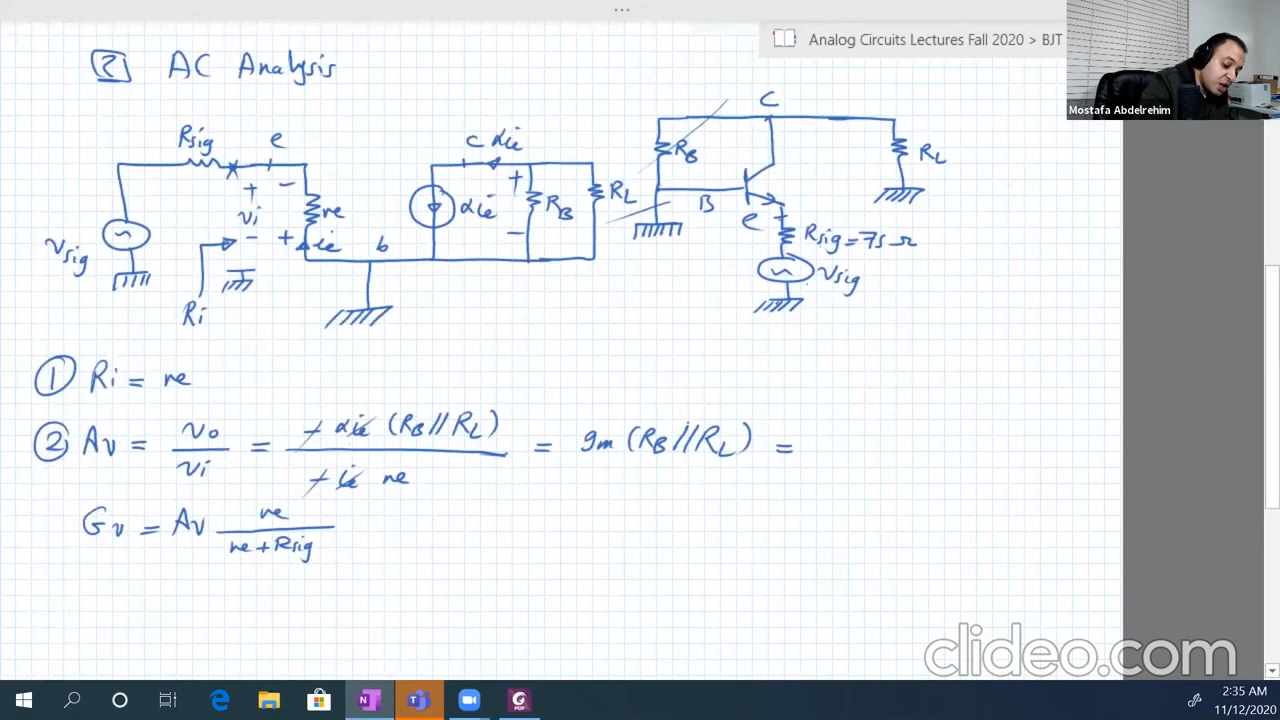 Analog Circuits Lectures Fall 2020 > BJT
Mostafa Abdelrehim
2 AC Analysis
Rsig e c αie C
RB RL
+ - + RL
vi re αie RB B
vsig - + ie b - e Rsig = 75 Ω
vsig
Ri
① Ri = re
② Av = vo / vi = + αie (RB // RL) / + ie re = gm (RB // RL) =
Gv = Av re / re + Rsig
clideo.com
2:35 AM
11/12/2020